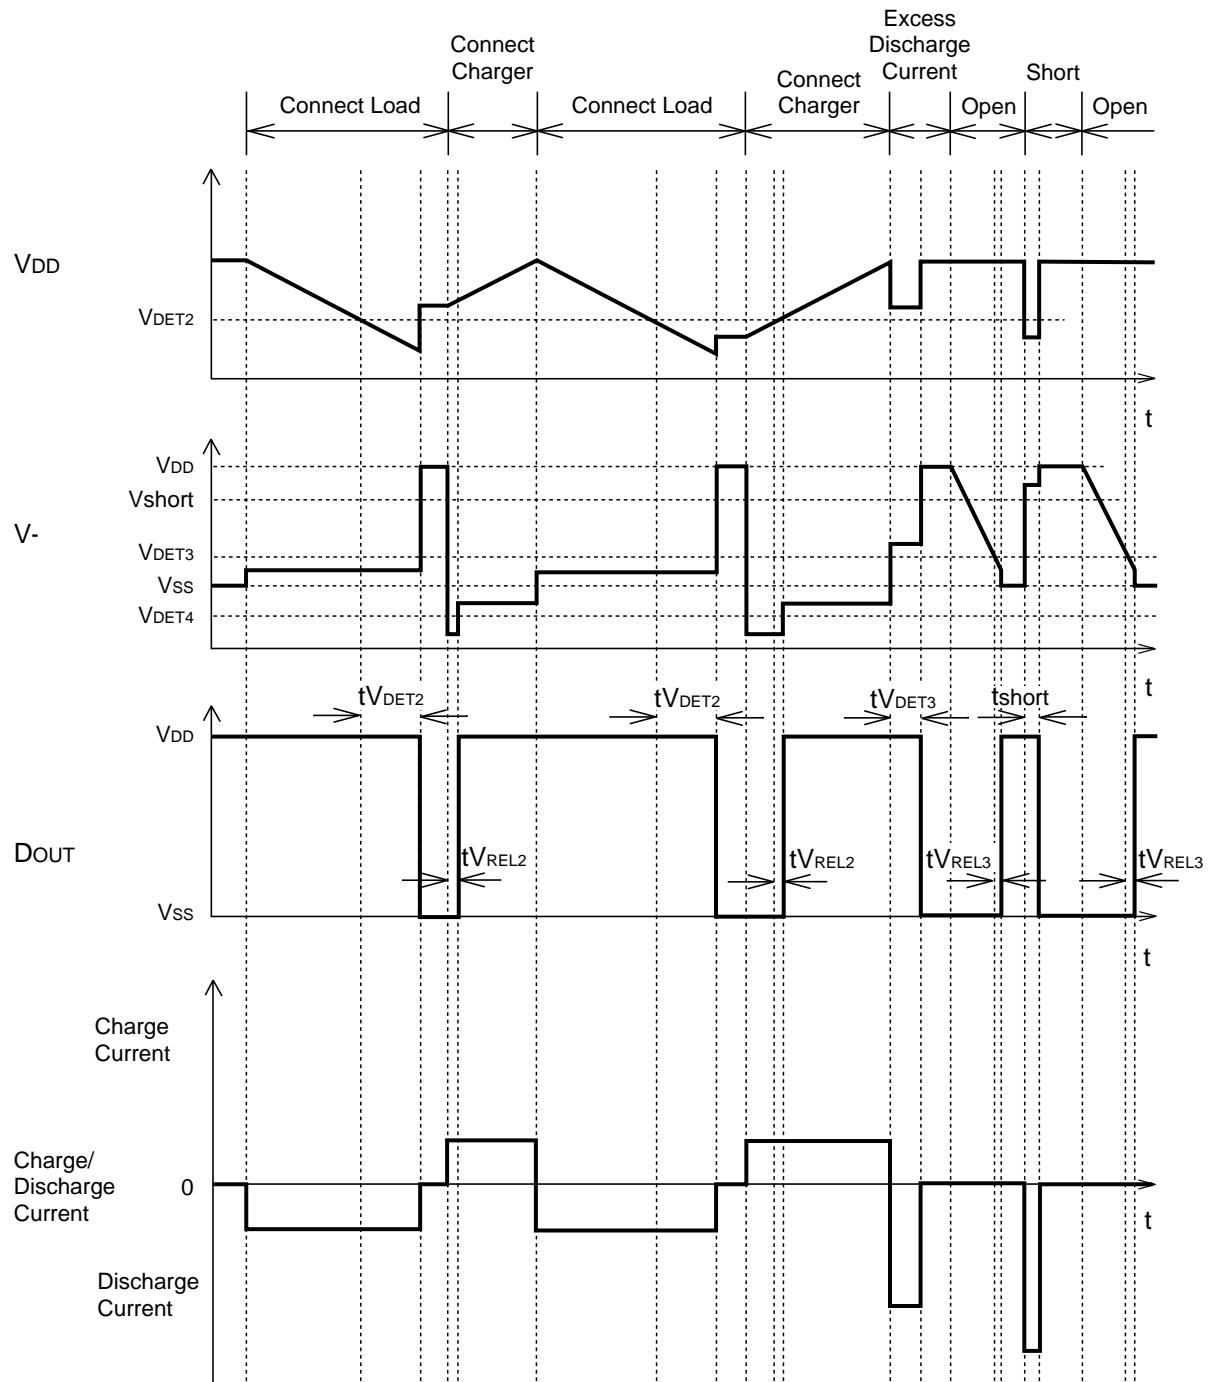 Excess
Discharge
Current
Connect
Charger
Short
Connect
Charger
Connect Load
Connect Load
Open
Open
VDD
VDET2
t
VDD
Vshort
V-
VDET3
VSS
VDET4
t
tVDET2
tVDET2
tVDET3
tshort
VDD
DOUT
tVREL2
tVREL2
tVREL3
tVREL3
VSS
t
Charge
Current
Charge/
Discharge
Current
0
t
Discharge
Current